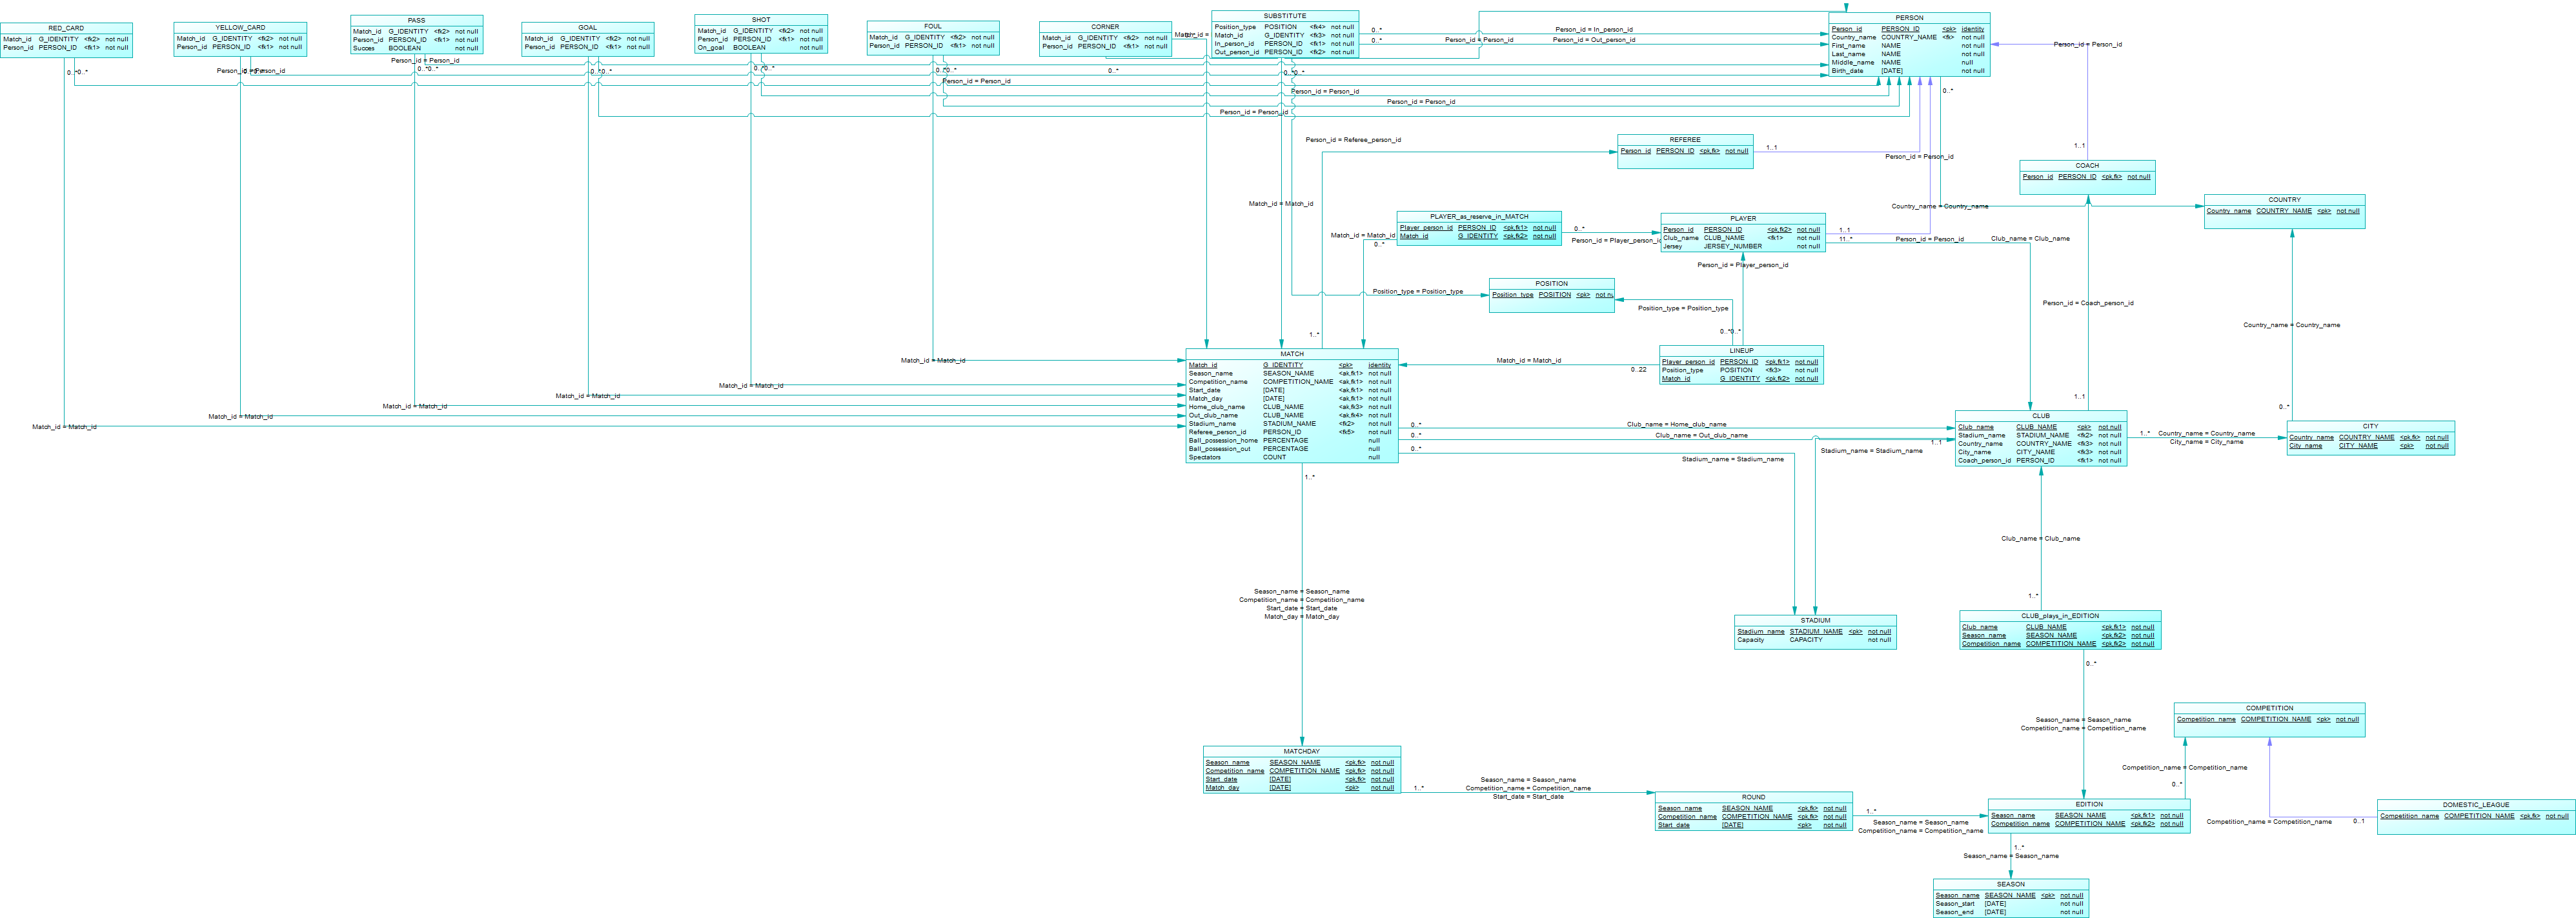 RED_CARD
Match_id G_IDENTITY <fk2> not null
Person_id PERSON_ID <fk1> not null
YELLOW_CARD
Match_id G_IDENTITY <fk2> not null
Person_id PERSON_ID <fk1> not null
PASS
Match_id G_IDENTITY <fk2> not null
Person_id PERSON_ID <fk1> not null
Succes BOOLEAN not null
GOAL
Match_id G_IDENTITY <fk2> not null
Person_id PERSON_ID <fk1> not null
SHOT
Match_id G_IDENTITY <fk2> not null
Person_id PERSON_ID <fk1> not null
On_goal BOOLEAN not null
FOUL
Match_id G_IDENTITY <fk2> not null
Person_id PERSON_ID <fk1> not null
CORNER
Match_id G_IDENTITY <fk2> not null
Person_id PERSON_ID <fk1> not null
SUBSTITUTE
Position_type POSITION <fk4> not null
Match_id G_IDENTITY <fk3> not null
In_person_id PERSON_ID <fk1> not null
Out_person_id PERSON_ID <fk2> not null
PERSON
Person_id PERSON_ID <pk> identity
Country_name COUNTRY_NAME <fk> not null
First_name NAME not null
Last_name NAME not null
Middle_name NAME null
Birth_date [DATE] not null
Match_id =
0..*
Person_id = In_person_id
0..*
Person_id = Person_id
Person_id = Out_person_id
Person_id = Person_id
Person_id = Person_id
0..*0..*
Person_id = Person_id
0..*0..*
0..*0..*
0..*0..*
0..*
0..*0..*
Person_id = Person_id
Person_id = Person_id
Person_id = Person_id
Person_id = Person_id
0..*
Person_id = Referee_person_id
REFEREE
Person_id PERSON_ID <pk,fk> not null
1..1
Person_id = Person_id
1..1
COACH
Person_id PERSON_ID <pk,fk> not null
COUNTRY
Country_name COUNTRY_NAME <pk> not null
Country_name = Country_name
Match_id = Match_id
PLAYER_as_reserve_in_MATCH
Player_person_id PERSON_ID <pk,fk1> not null
Match_id G_IDENTITY <pk,fk2> not null
Match_id = Match_id
0..*
0..*
Person_id = Player_person_id
PLAYER
Person_id PERSON_ID <pk,fk2> not null
Club_name CLUB_NAME <fk1>
Jersey JERSEY_NUMBER not null
1..1
11..*
Person_id = Person_id
Club_name = Club_name
Person_id = Player_person_id
POSITION
Position_type POSITION <pk> not
Position_type = Position_type
Position_type = Position_type
Person_id = Coach_person_id
Country_name = Country_name
1..*
0..*0..*
LINEUP
Player_person_id PERSON_ID <pk,fk1> not null
Position_type POSITION <fk3> not null
Match_id G_IDENTITY <pk,fk2> not null
Match_id = Match_id
0..22
MATCH
Match_id G_IDENTITY <pk> identity
Season_name SEASON_NAME <ak,fk1> not null
Competition_name COMPETITION_NAME <ak,fk1> not null
Start_date [DATE] <ak,fk1> not null
Match_day [DATE] <ak,fk1> not null
Home_club_name CLUB_NAME <ak,fk3> not null
Out_club_name CLUB_NAME <ak,fk4> not null
Stadium_name STADIUM_NAME <fk2> not null
Referee_person_id PERSON_ID <fk5> not null
Ball_possession_home PERCENTAGE null
Ball_possession_out PERCENTAGE null
Spectators COUNT null
Match_id = Match_id
Match_id = Match_id
Match_id = Match_id
Match_id = Match_id
Match_id = Match_id
Match_id = Match_id
1..1
0..*
CLUB
Club_name CLUB_NAME <pk> not null
Stadium_name STADIUM_NAME <fk2> not null
Country_name COUNTRY_NAME <fk3> not null
City_name CITY_NAME <fk3> not null
Coach_person_id PERSON_ID <fk1> not null
0..*
Club_name = Home_club_name
0..*
Club_name = Out_club_name
1..1
0..*
Stadium_name = Stadium_name
Stadium_name = Stadium_name
1..*
Country_name = Country_name
City_name = City_name
CITY
Country_name COUNTRY_NAME <pk,fk> not null
City_name CITY_NAME <pk> not null
1..*
Club_name = Club_name
Season_name = Season_name
Competition_name = Competition_name
Start_date = Start_date
Match_day = Match_day
1..*
STADIUM
Stadium_name STADIUM_NAME <pk> not null
Capacity CAPACITY not null
CLUB_plays_in_EDITION
Club_name CLUB_NAME <pk,fk1> not null
Season_name SEASON_NAME <pk,fk2> not null
Competition_name COMPETITION_NAME <pk,fk2> not null
0..*
Season_name = Season_name
Competition_name = Competition_name
COMPETITION
Competition_name COMPETITION_NAME <pk> not null
MATCHDAY
Season_name SEASON_NAME <pk,fk> not null
Competition_name COMPETITION_NAME <pk,fk> not null
Start_date [DATE] <pk,fk> not null
Match_day [DATE] <pk> not null
1..*
Season_name = Season_name
Competition_name = Competition_name
Start_date = Start_date
ROUND
Season_name SEASON_NAME <pk,fk> not null
Competition_name COMPETITION_NAME <pk,fk> not null
Start_date [DATE] <pk> not null
1..*
Season_name = Season_name
Competition_name = Competition_name
Competition_name = Competition_name
0..*
EDITION
Season_name SEASON_NAME <pk,fk1> not null
Competition_name COMPETITION_NAME <pk,fk2> not null
DOMESTIC_LEAGUE
Competition_name COMPETITION_NAME <pk,fk> not null
Competition_name = Competition_name
0..1
1..*
Season_name = Season_name
SEASON
Season_name SEASON_NAME <pk> not null
Season_start [DATE] not null
Season_end [DATE] not null